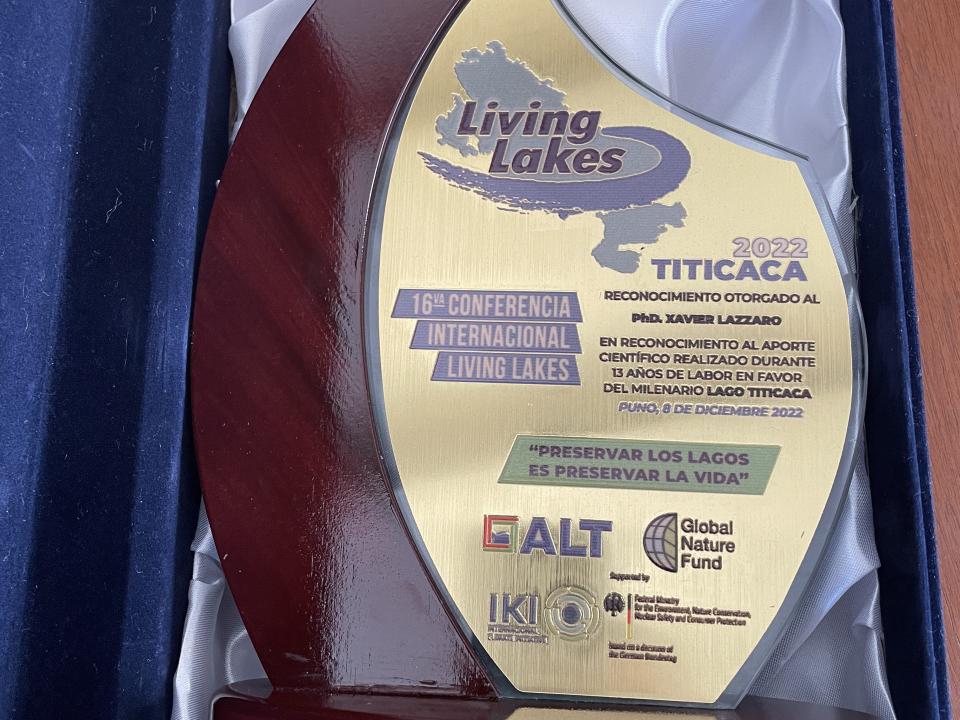 Living
Lakes
2022
TITICACA
16VA CONFERENCIA
INTERNACIONAL
LIVING LAKES
RECONOCIMIENTO OTORGADO AL
PhD. XAVIER LAZZARO
EN RECONOCIMIENTO AL APORTE
CIENTÍFICO REALIZADO DURANTE
13 AÑOS DE LABOR EN FAVOR
DEL MILENARIO LAGO TITICACA
PUNO, 8 DE DICIEMBRE 2022
“PRESERVAR LOS LAGOS
ES PRESERVAR LA VIDA”
ALT
Global
Nature
Fund
IKI
INTERNACIONAL
CLIMATE INITIATIVE
Supported by
Federal Ministry
for the Environment, Nature Conservation,
Nuclear Safety and Consumer Protection
based on a decision of
the German Bundestag